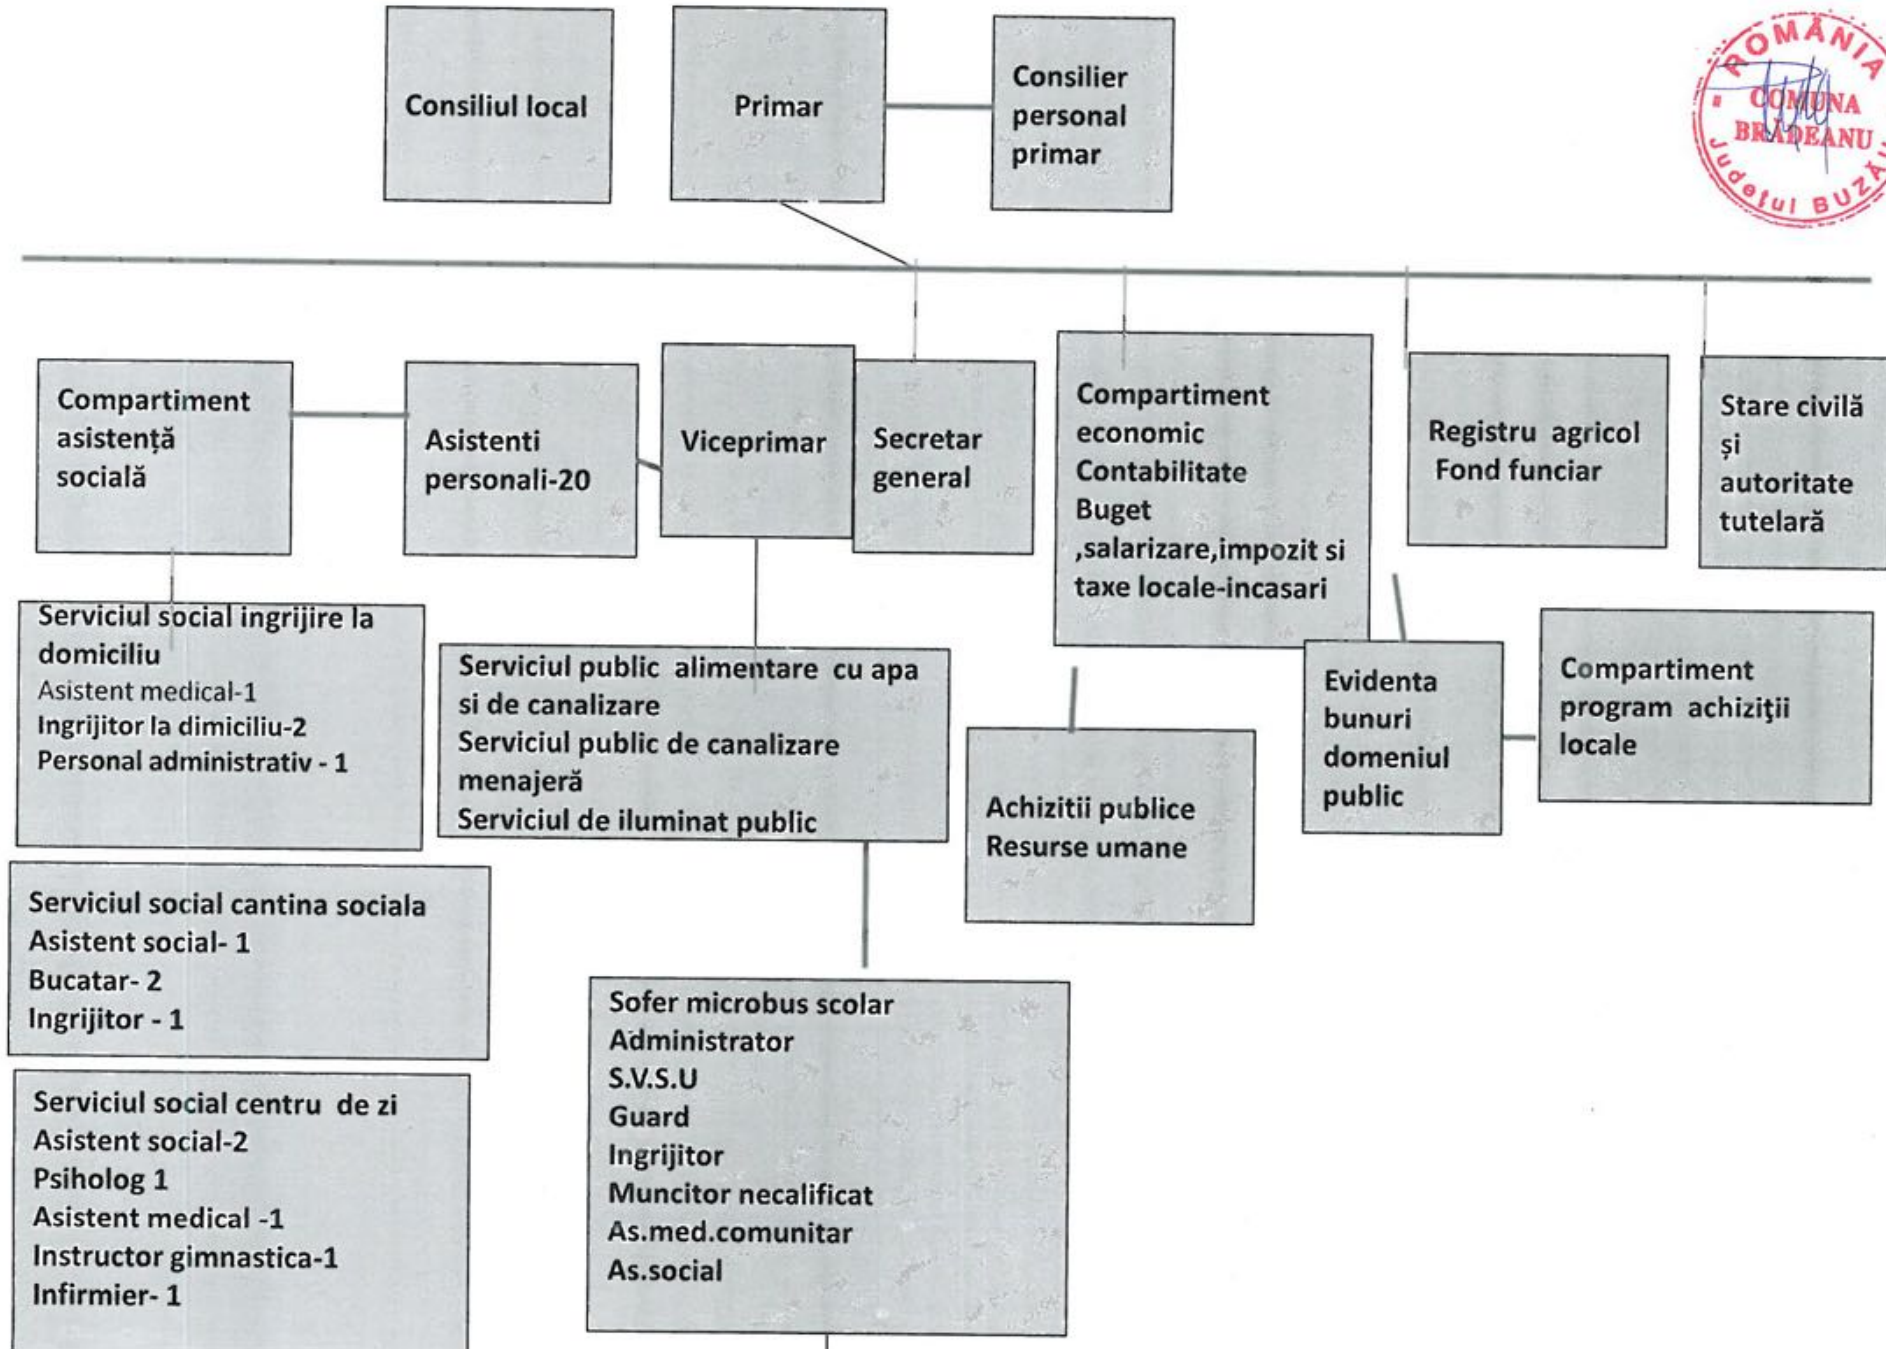 Consiliul local
Primar
Consilier
personal
primar
ROMÂNIA
COMUNA
BRĂDEANU
Județul BUZĂU
Compartiment
asistență
socială
Asistenti
personali-20
Viceprimar
Secretar
general
Compartiment
economic
Contabilitate
Buget
,salarizare,impozit si
taxe locale-incasari
Registru agricol
Fond funciar
Stare civilă
și
autoritate
tutelară
Serviciul social ingrijire la
domiciliu
Asistent medical-1
Ingrijitor la dimiciliu-2
Personal administrativ - 1
Serviciul public alimentare cu apa
si de canalizare
Serviciul public de canalizare
menajeră
Serviciul de iluminat public
Achizitii publice
Resurse umane
Evidenta
bunuri
domeniul
public
Compartiment
program achiziții
locale
Serviciul social cantina sociala
Asistent social- 1
Bucatar- 2
Ingrijitor - 1
Serviciul social centru de zi
Asistent social-2
Psiholog 1
Asistent medical -1
Instructor gimnastica-1
Infirmier- 1
Sofer microbus scolar
Administrator
S.V.S.U
Guard
Ingrijitor
Muncitor necalificat
As.med.comunitar
As.social